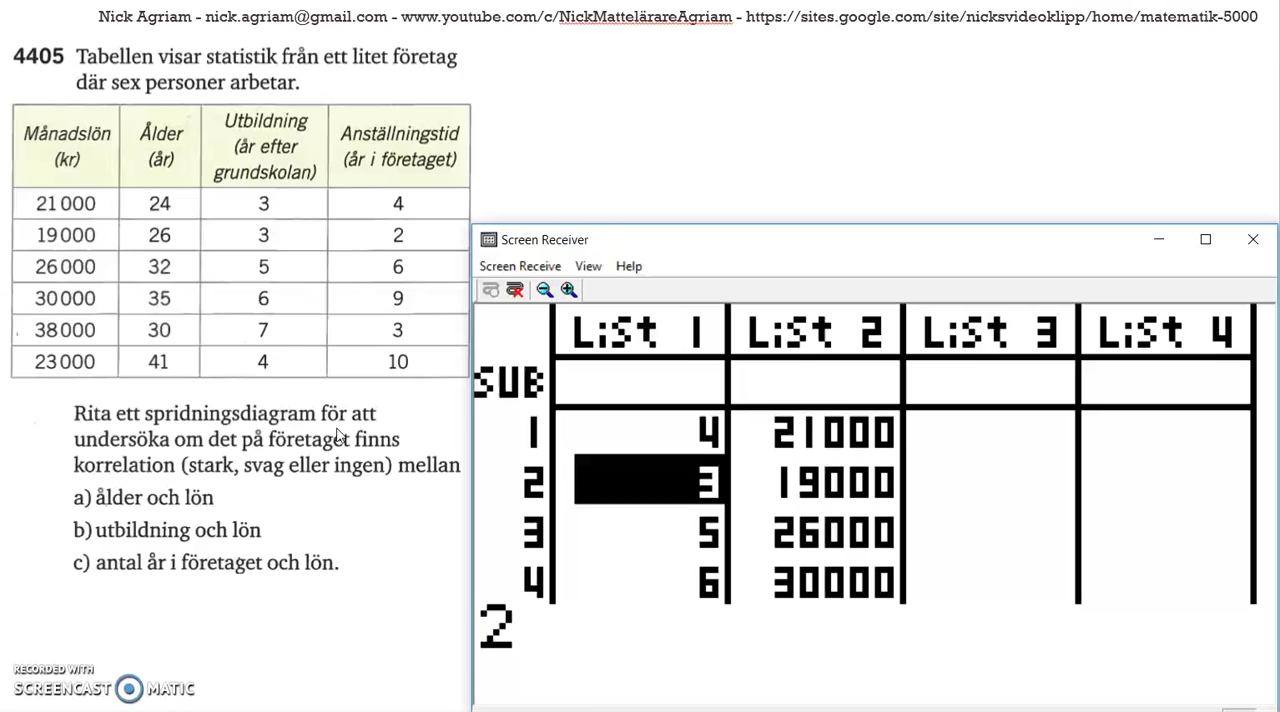 Nick Agriam - nick.agriam@gmail.com - www.youtube.com/c/NickMattelärareAgriam - https://sites.google.com/site/nicksvideoklipp/home/matematik-5000
4405 Tabellen visar statistik från ett litet företag
där sex personer arbetar.
Månadslön (kr) Ålder (år) Utbildning (år efter grundskolan) Anställningstid (år i företaget)
21 000 24 3 4
19 000 26 3 2
26 000 32 5 6
30 000 35 6 9
38 000 30 7 3
23 000 41 4 10
Rita ett spridningsdiagram för att
undersöka om det på företaget finns
korrelation (stark, svag eller ingen) mellan
a) ålder och lön
b) utbildning och lön
c) antal år i företaget och lön.
Screen Receiver
Screen Receive View Help
List 1 List 2 List 3 List 4
SUB
1 4 21000
2 3 19000
3 5 26000
4 6 30000
2
RECORDED WITH
SCREENCAST MATIC